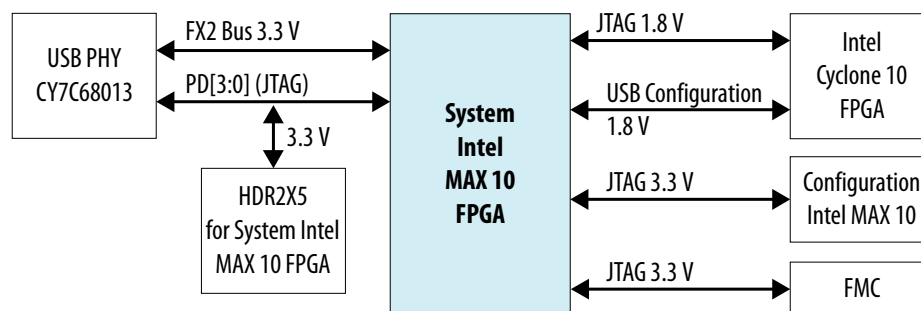 USB PHY
CY7C68013
FX2 Bus 3.3 V
PD[3:0] (JTAG)
3.3 V
HDR2X5
for System Intel
MAX 10 FPGA
System
Intel
MAX 10
FPGA
JTAG 1.8 V
USB Configuration
1.8 V
JTAG 3.3 V
JTAG 3.3 V
Intel
Cyclone 10
FPGA
Configuration
Intel MAX 10
FMC